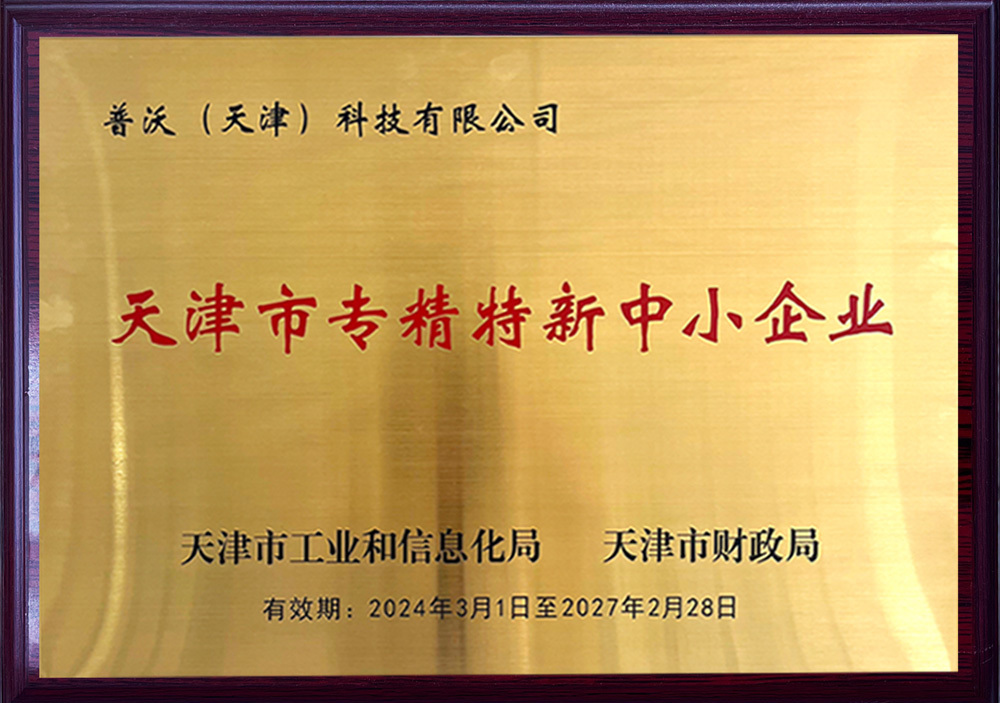 普沃（天津）科技有限公司
天津市专精特新中小企业
天津市工业和信息化局 天津市财政局
有效期：2024年3月1日至2027年2月28日